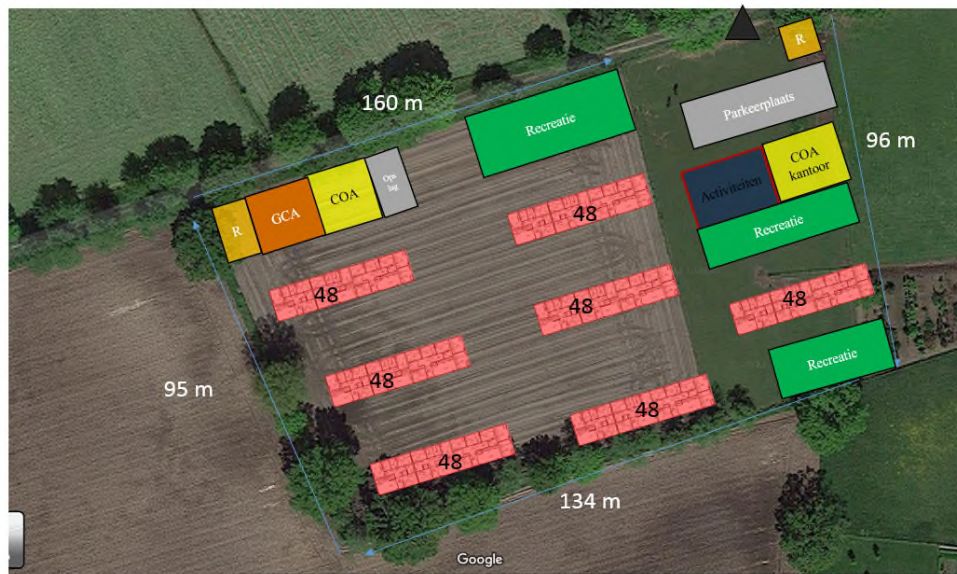 R
160 m
Recreatie
Parkeerplaats
96 m
COA
kantoor
Activiteiten
Ops
lag
COA
GCA
R
Recreatie
48
48
48
48
48
Recreatie
95 m
48
48
134 m
Google